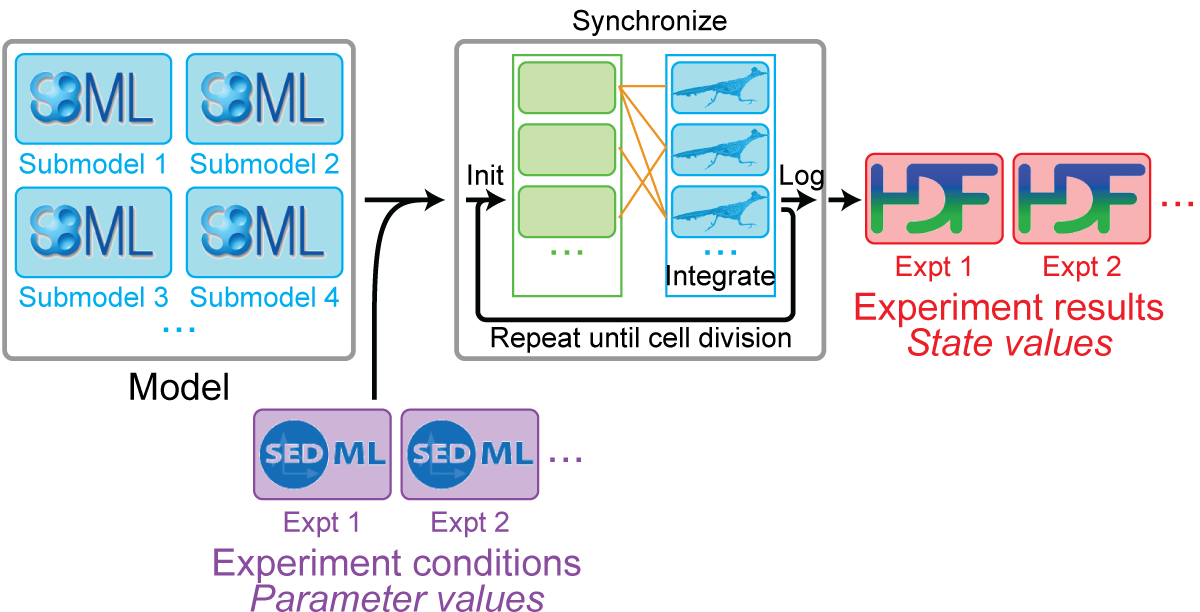 Synchronize
SBML
SBML
Submodel 1
Submodel 2
SBML
SBML
Submodel 3
Submodel 4
...
Model
Init
Log
...
...
Integrate
Repeat until cell division
HDF
HDF
...
Expt 1
Expt 2
Experiment results
State values
SED ML
SED ML
...
Expt 1
Expt 2
Experiment conditions
Parameter values